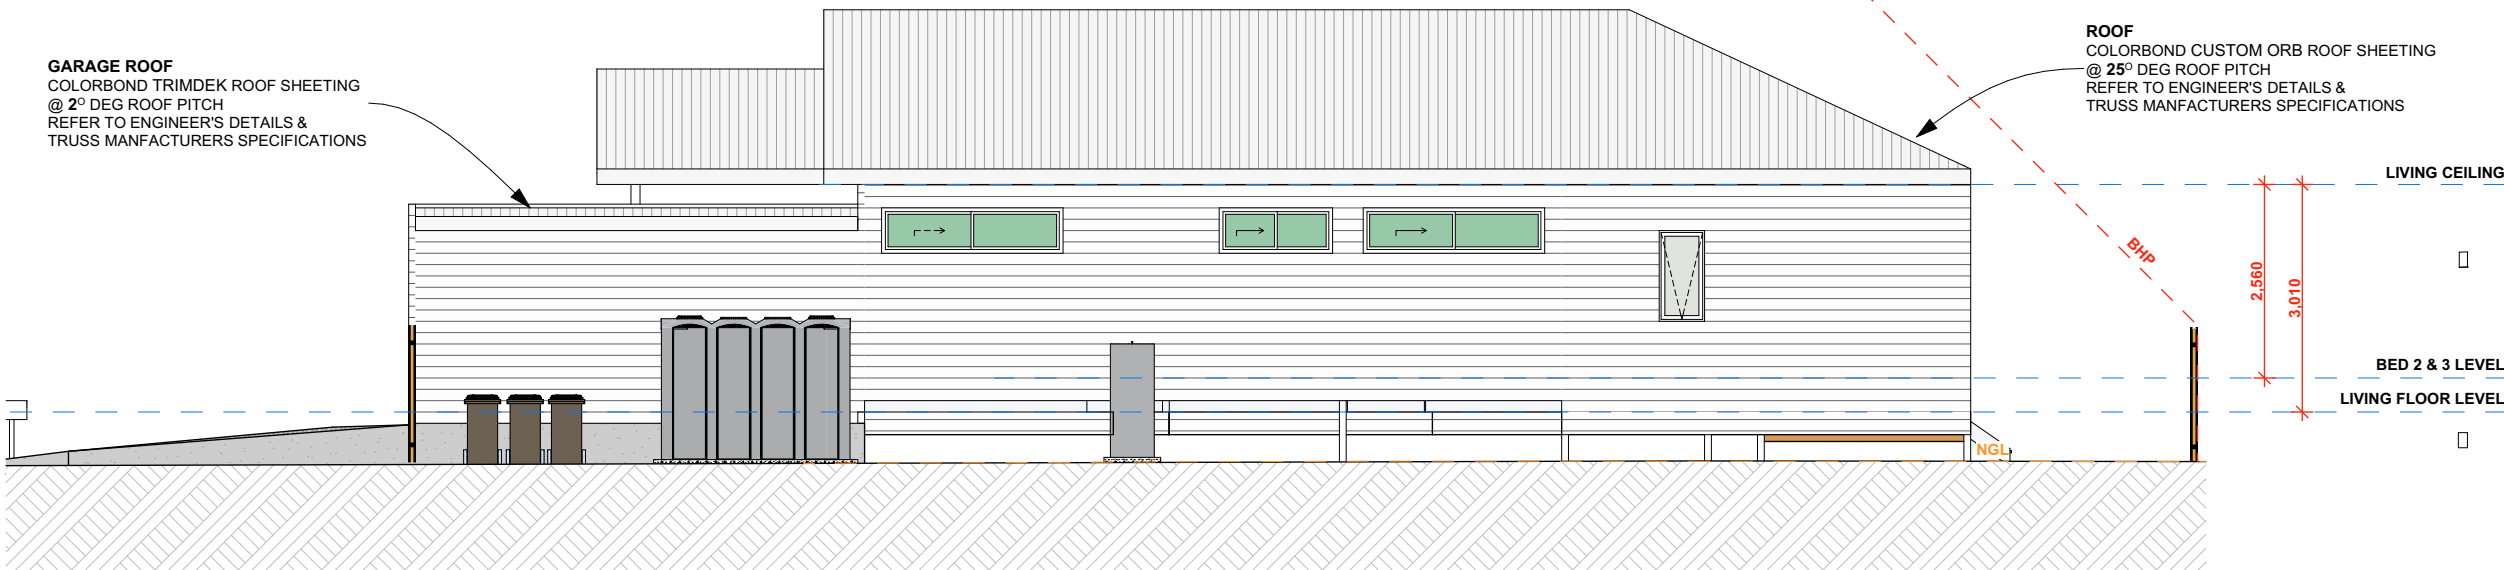 GARAGE ROOF
COLORBOND TRIMDEK ROOF SHEETING
@ 2O DEG ROOF PITCH
REFER TO ENGINEER'S DETAILS &
TRUSS MANFACTURERS SPECIFICATIONS
ROOF
COLORBOND CUSTOM ORB ROOF SHEETING
@ 25O DEG ROOF PITCH
REFER TO ENGINEER'S DETAILS &
TRUSS MANFACTURERS SPECIFICATIONS
LIVING CEILING
BHP
2,560
3,010
BED 2 & 3 LEVEL
LIVING FLOOR LEVEL
NGL